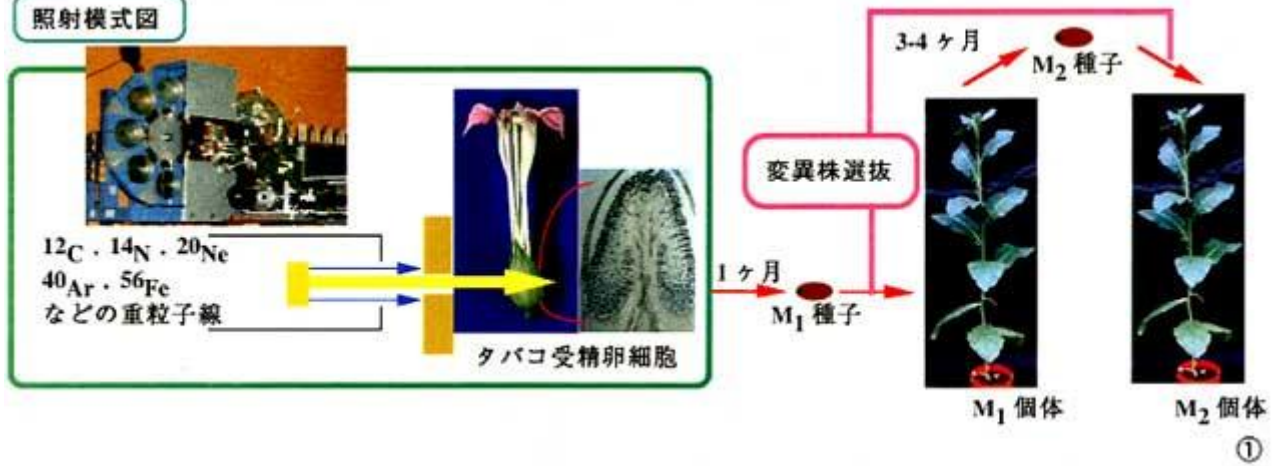 照射模式図
12C．14N．20Ne
40Ar．56Fe
などの重粒子線
タバコ受精卵細胞
1ヶ月
M1 種子
変異株選抜
3-4 ヶ月
M2 種子
M1 個体
M2 個体
①